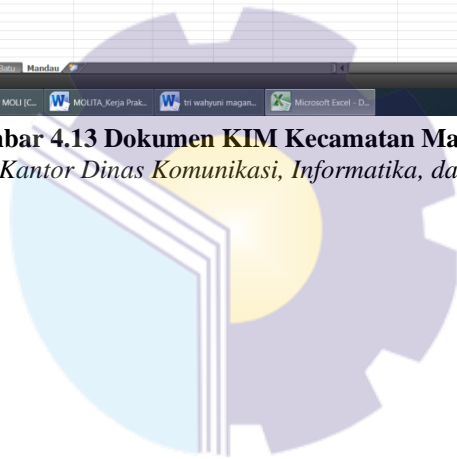 Batu Mandau
MOLI [C... MOLITA_Kerja Prak... tri wahyuni magan... Microsoft Excel - D...
nbar 4.13 Dokumen KIM Kecamatan Ma
Kantor Dinas Komunikasi, Informatika, da